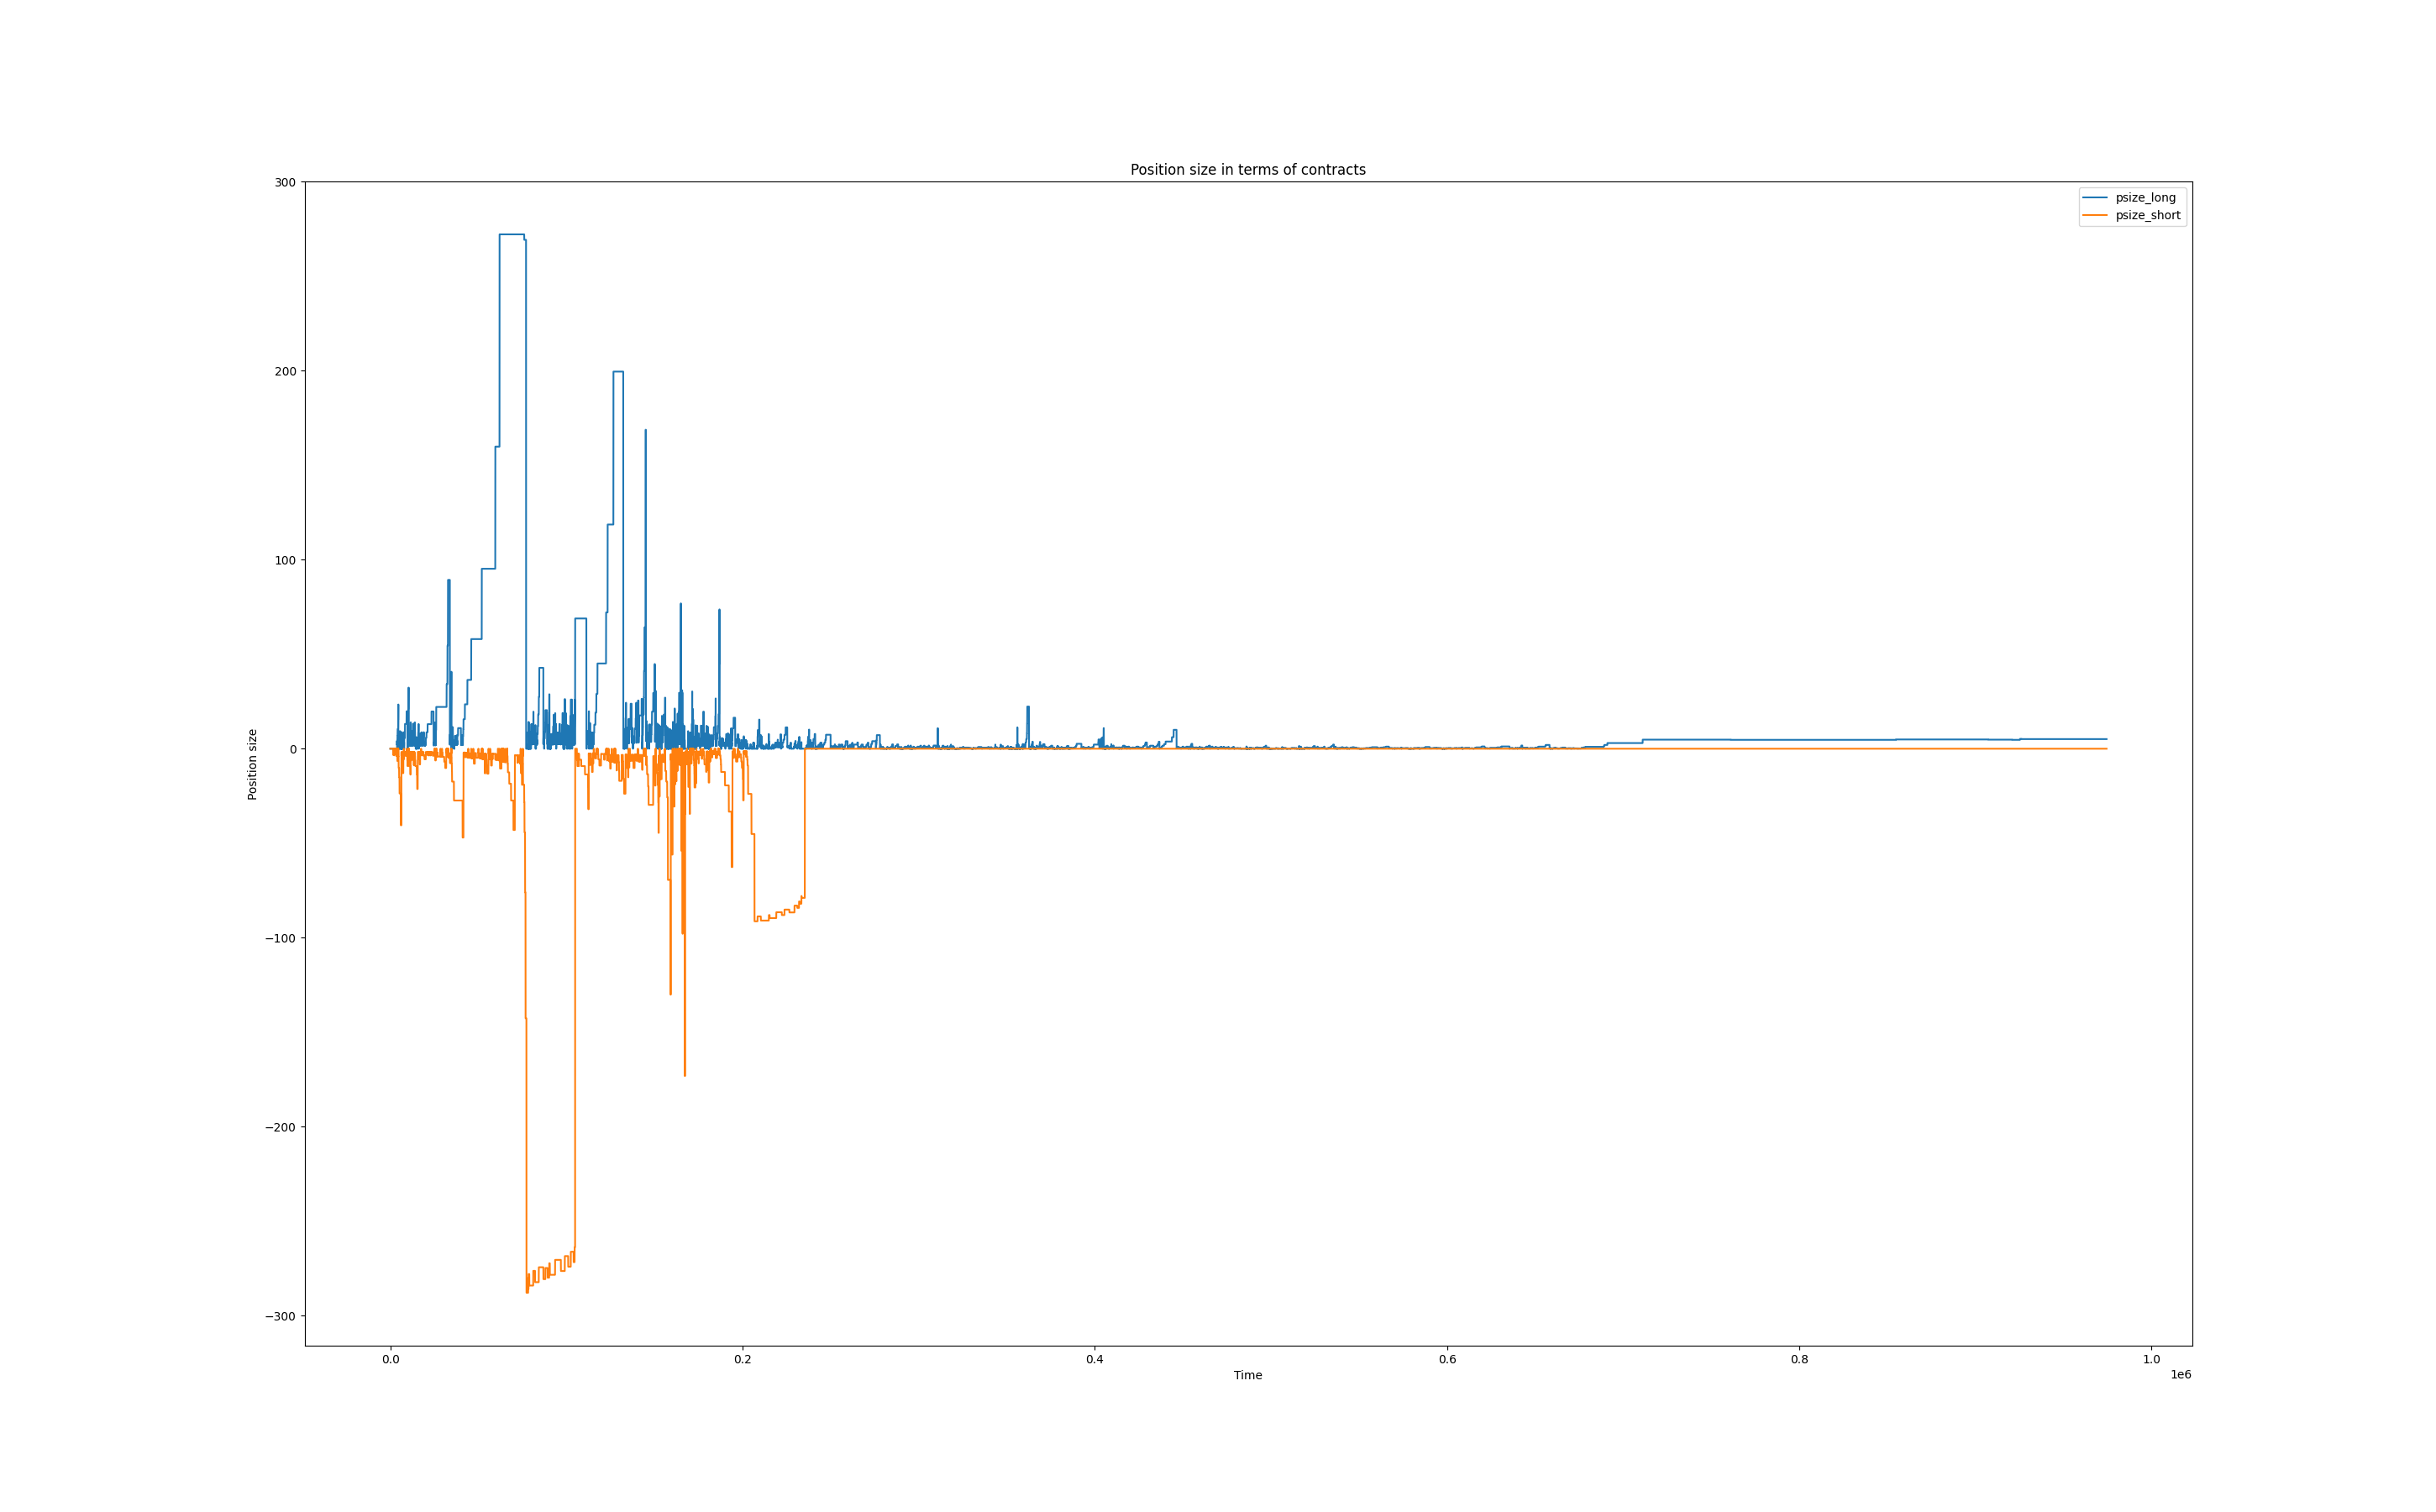 Position size in terms of contracts
psize_long
psize_short
300
200
100
0
−100
−200
−300
Position size
0.0
0.2
0.4
0.6
0.8
1.0
1e6
Time